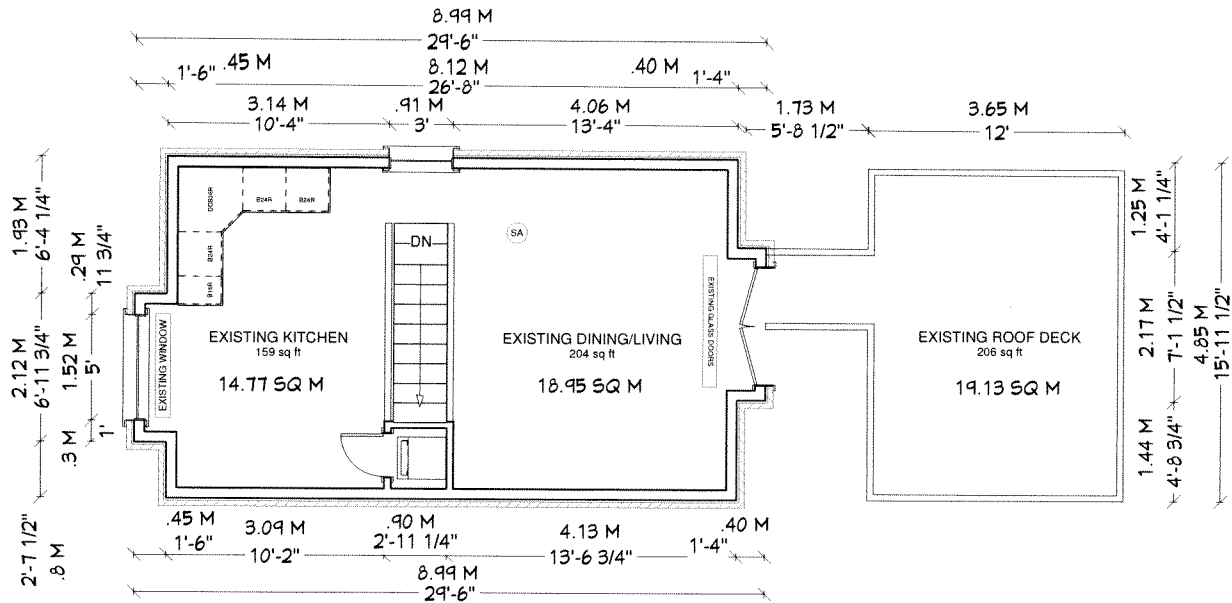 8.99 M
29'-6"
1'-6"
.45 M
8.12 M
26'-8"
.40 M
1'-4"
3.14 M
10'-4"
.91 M
3'
4.06 M
13'-4"
1.73 M
5'-8 1/2"
3.65 M
12'
1.93 M
6'-4 1/4"
.29 M
11 3/4"
2.12 M
6'-11 3/4"
1.52 M
5'
.3 M
1'
2'-7 1/2"
.8 M
DCB36R
B24R
B24R
B24R
B15R
DN
SA
EXISTING WINDOW
EXISTING KITCHEN
159 sq ft
14.77 SQ M
EXISTING DINING/LIVING
204 sq ft
18.95 SQ M
EXISTING GLASS DOORS
EXISTING ROOF DECK
206 sq ft
19.13 SQ M
1.25 M
4'-1 1/4"
2.17 M
7'-1 1/2"
4.85 M
15'-11 1/2"
1.44 M
4'-8 3/4"
.45 M
1'-6"
3.09 M
10'-2"
.90 M
2'-11 1/4"
4.13 M
13'-6 3/4"
.40 M
1'-4"
8.99 M
29'-6"